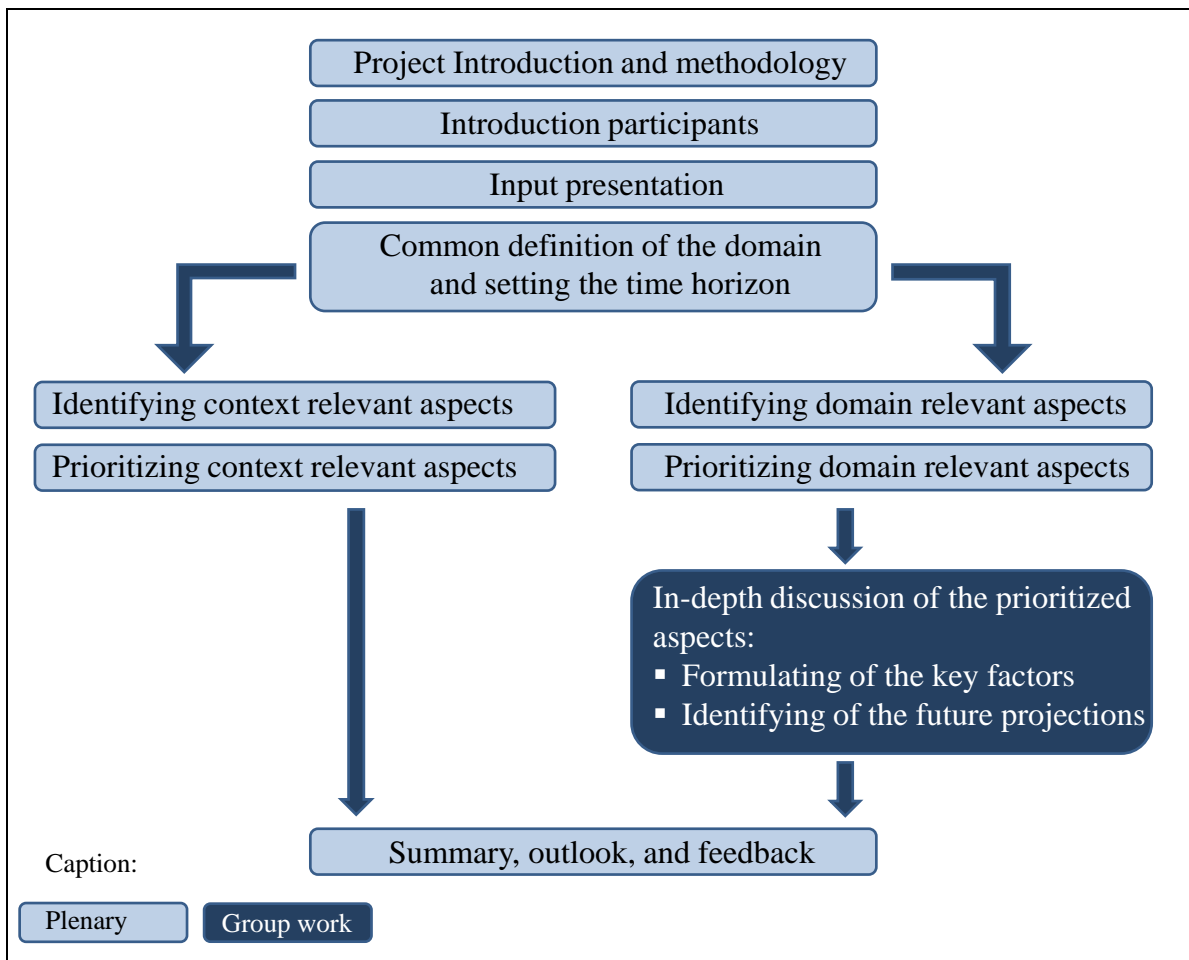 Project Introduction and methodology
Introduction participants
Input presentation
Common definition of the domain
and setting the time horizon
Identifying context relevant aspects
Prioritizing context relevant aspects
Identifying domain relevant aspects
Prioritizing domain relevant aspects
In-depth discussion of the prioritized
aspects:
▪ Formulating of the key factors
▪ Identifying of the future projections
Summary, outlook, and feedback
Caption:
Plenary
Group work